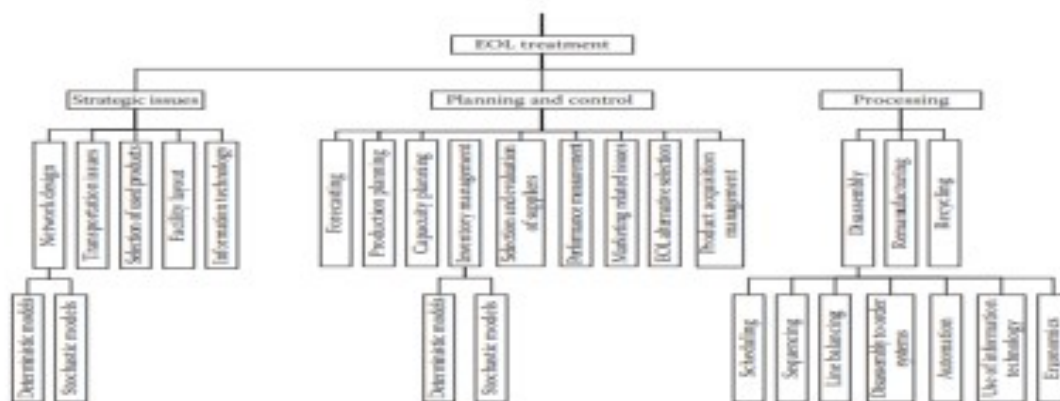 EOL treatment
Strategic issues
Planning and control
Processing
Network design
Transportation issues
Selection of used products
Facility layout
Information technology
Forecasting
Production planning
Capacity planning
Inventory management
Selection and evaluation
of suppliers
Performance measurement
Marketing related issues
EOL alternative selection
Product acquisition
management
Disassembly
Remanufacturing
Recycling
Deterministic models
Stochastic models
Deterministic models
Stochastic models
Scheduling
Sequencing
Line balancing
Disassembly to order
systems
Automation
Use of information
technology
Ergonomics